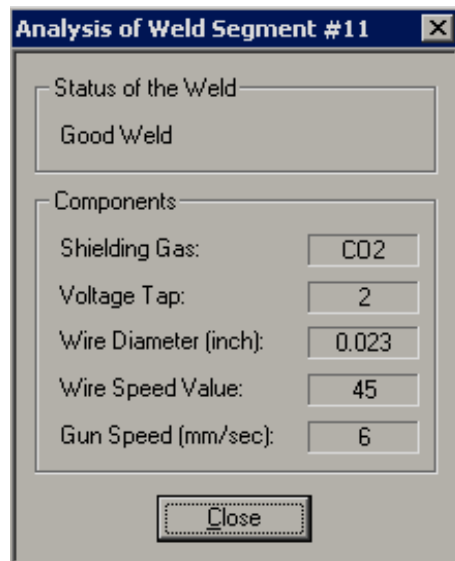 Analysis of Weld Segment #11
Status of the Weld
Good Weld
Components
Shielding Gas: CO2
Voltage Tap: 2
Wire Diameter (inch): 0.023
Wire Speed Value: 45
Gun Speed (mm/sec): 6
Close